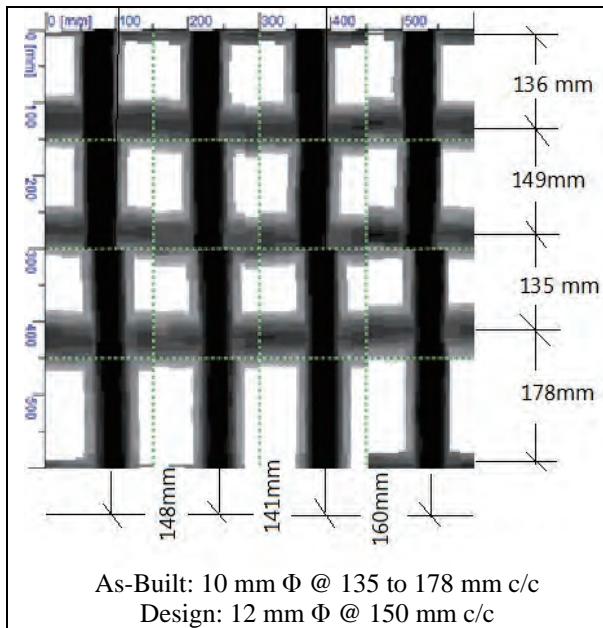 0 [mm] 100 200 300 400 500
0 [mm]
100
200
300
400
500
136 mm
149mm
135 mm
178mm
148mm
141mm
160mm
As-Built: 10 mm Φ @ 135 to 178 mm c/c
Design: 12 mm Φ @ 150 mm c/c